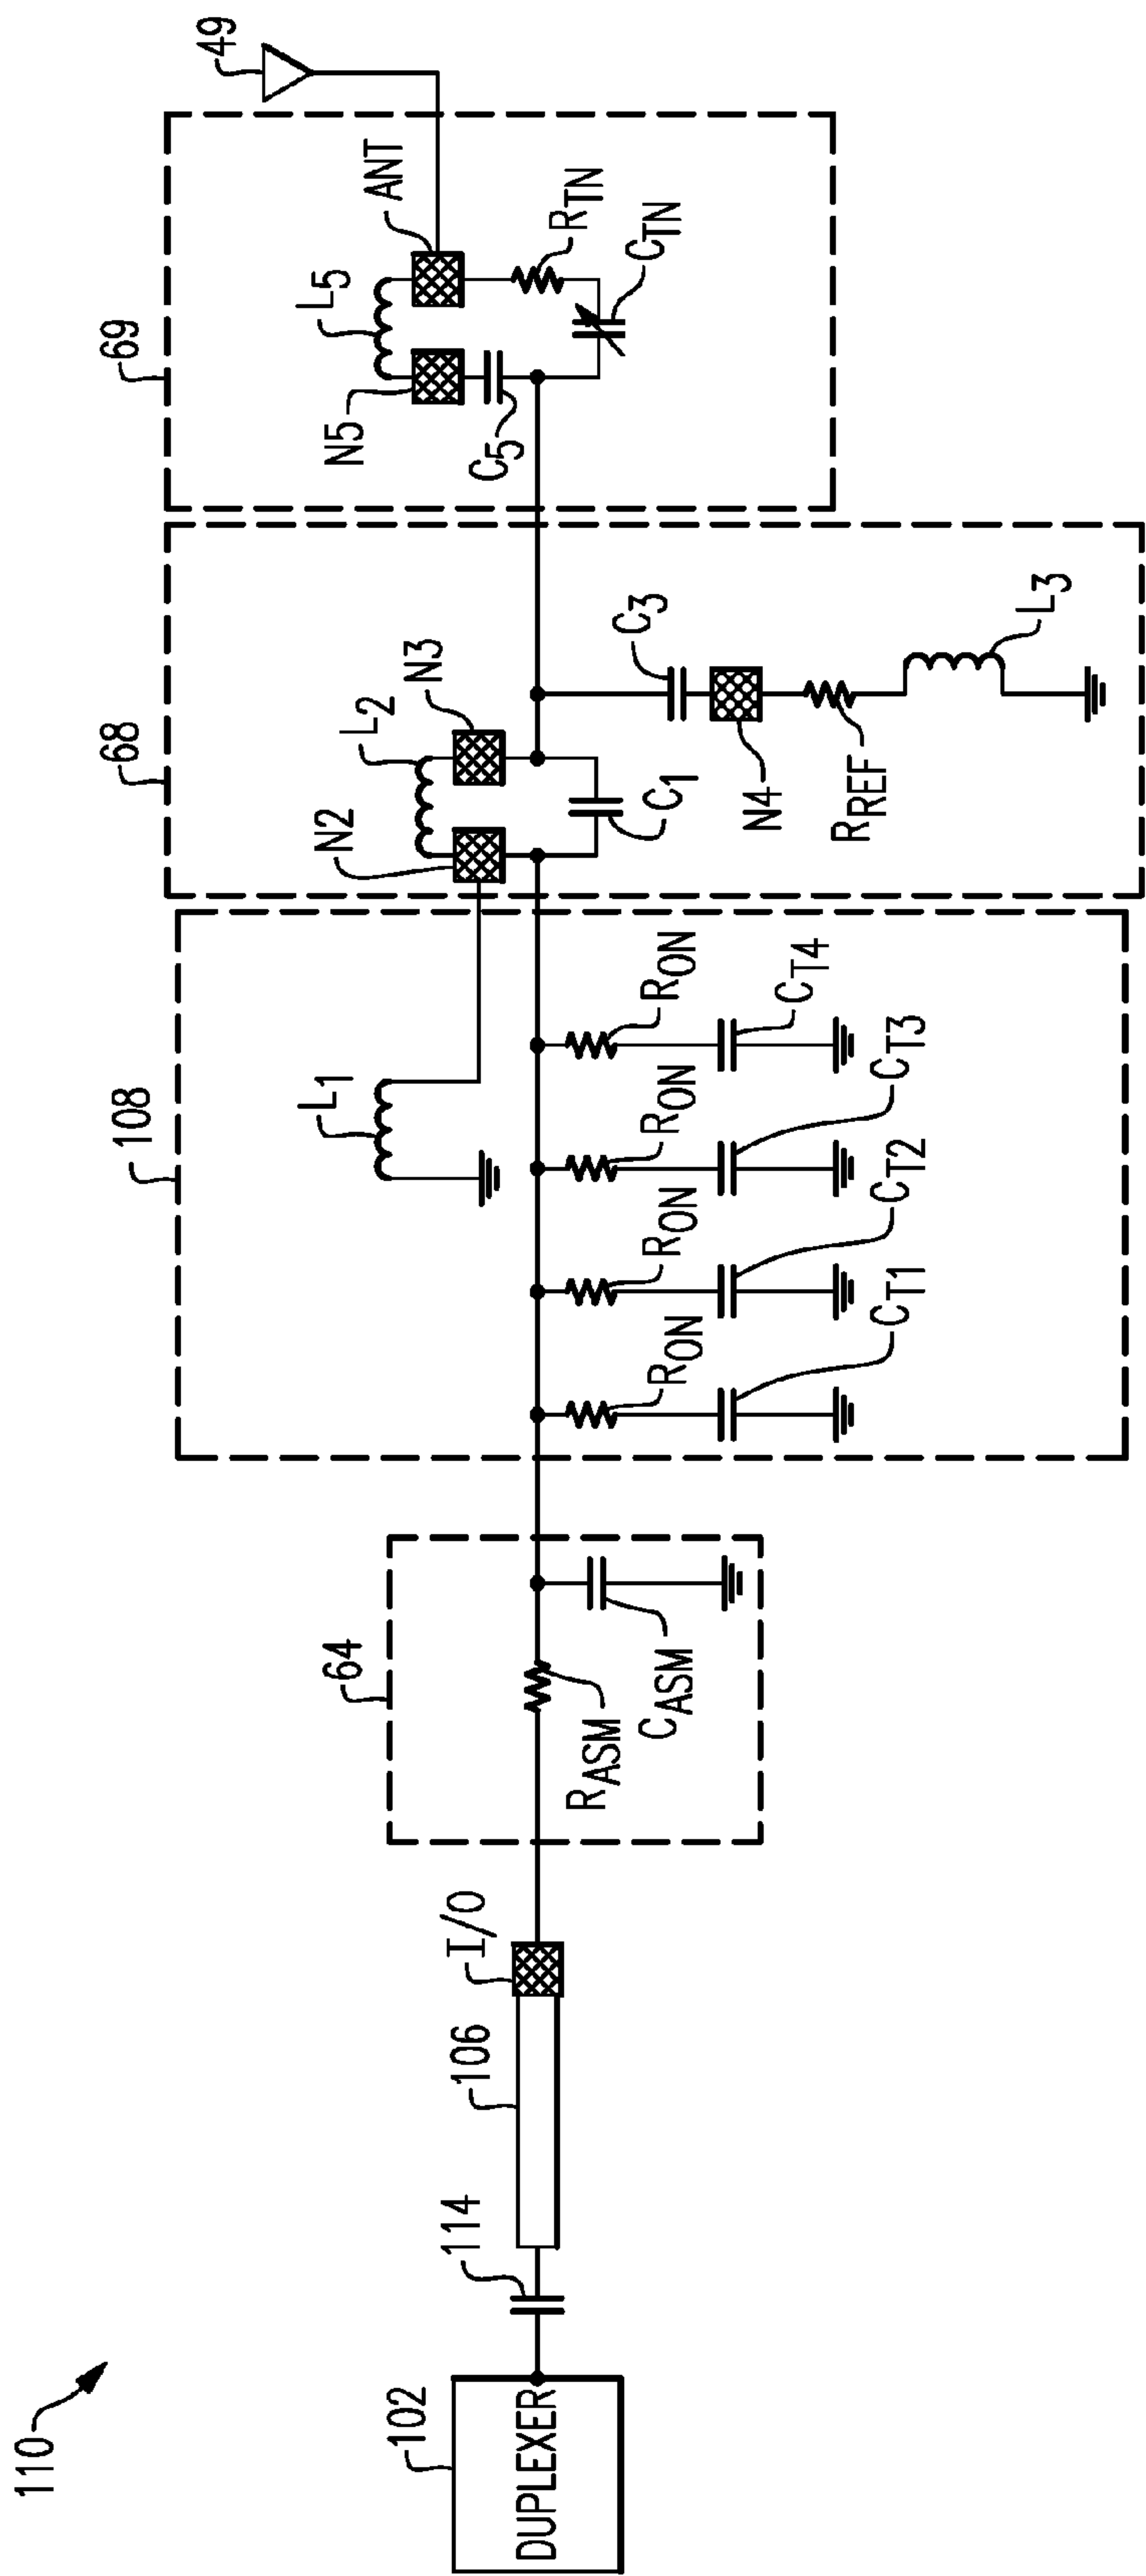 110
102
DUPLEXER
114
106
I/O
64
RASM
CASM
108
L1
RON
RON
RON
RON
CT1
CT2
CT3
CT4
68
N2
L2
N3
C1
C3
N4
RREF
L3
69
N5
L5
ANT
C5
RTN
CTN
49